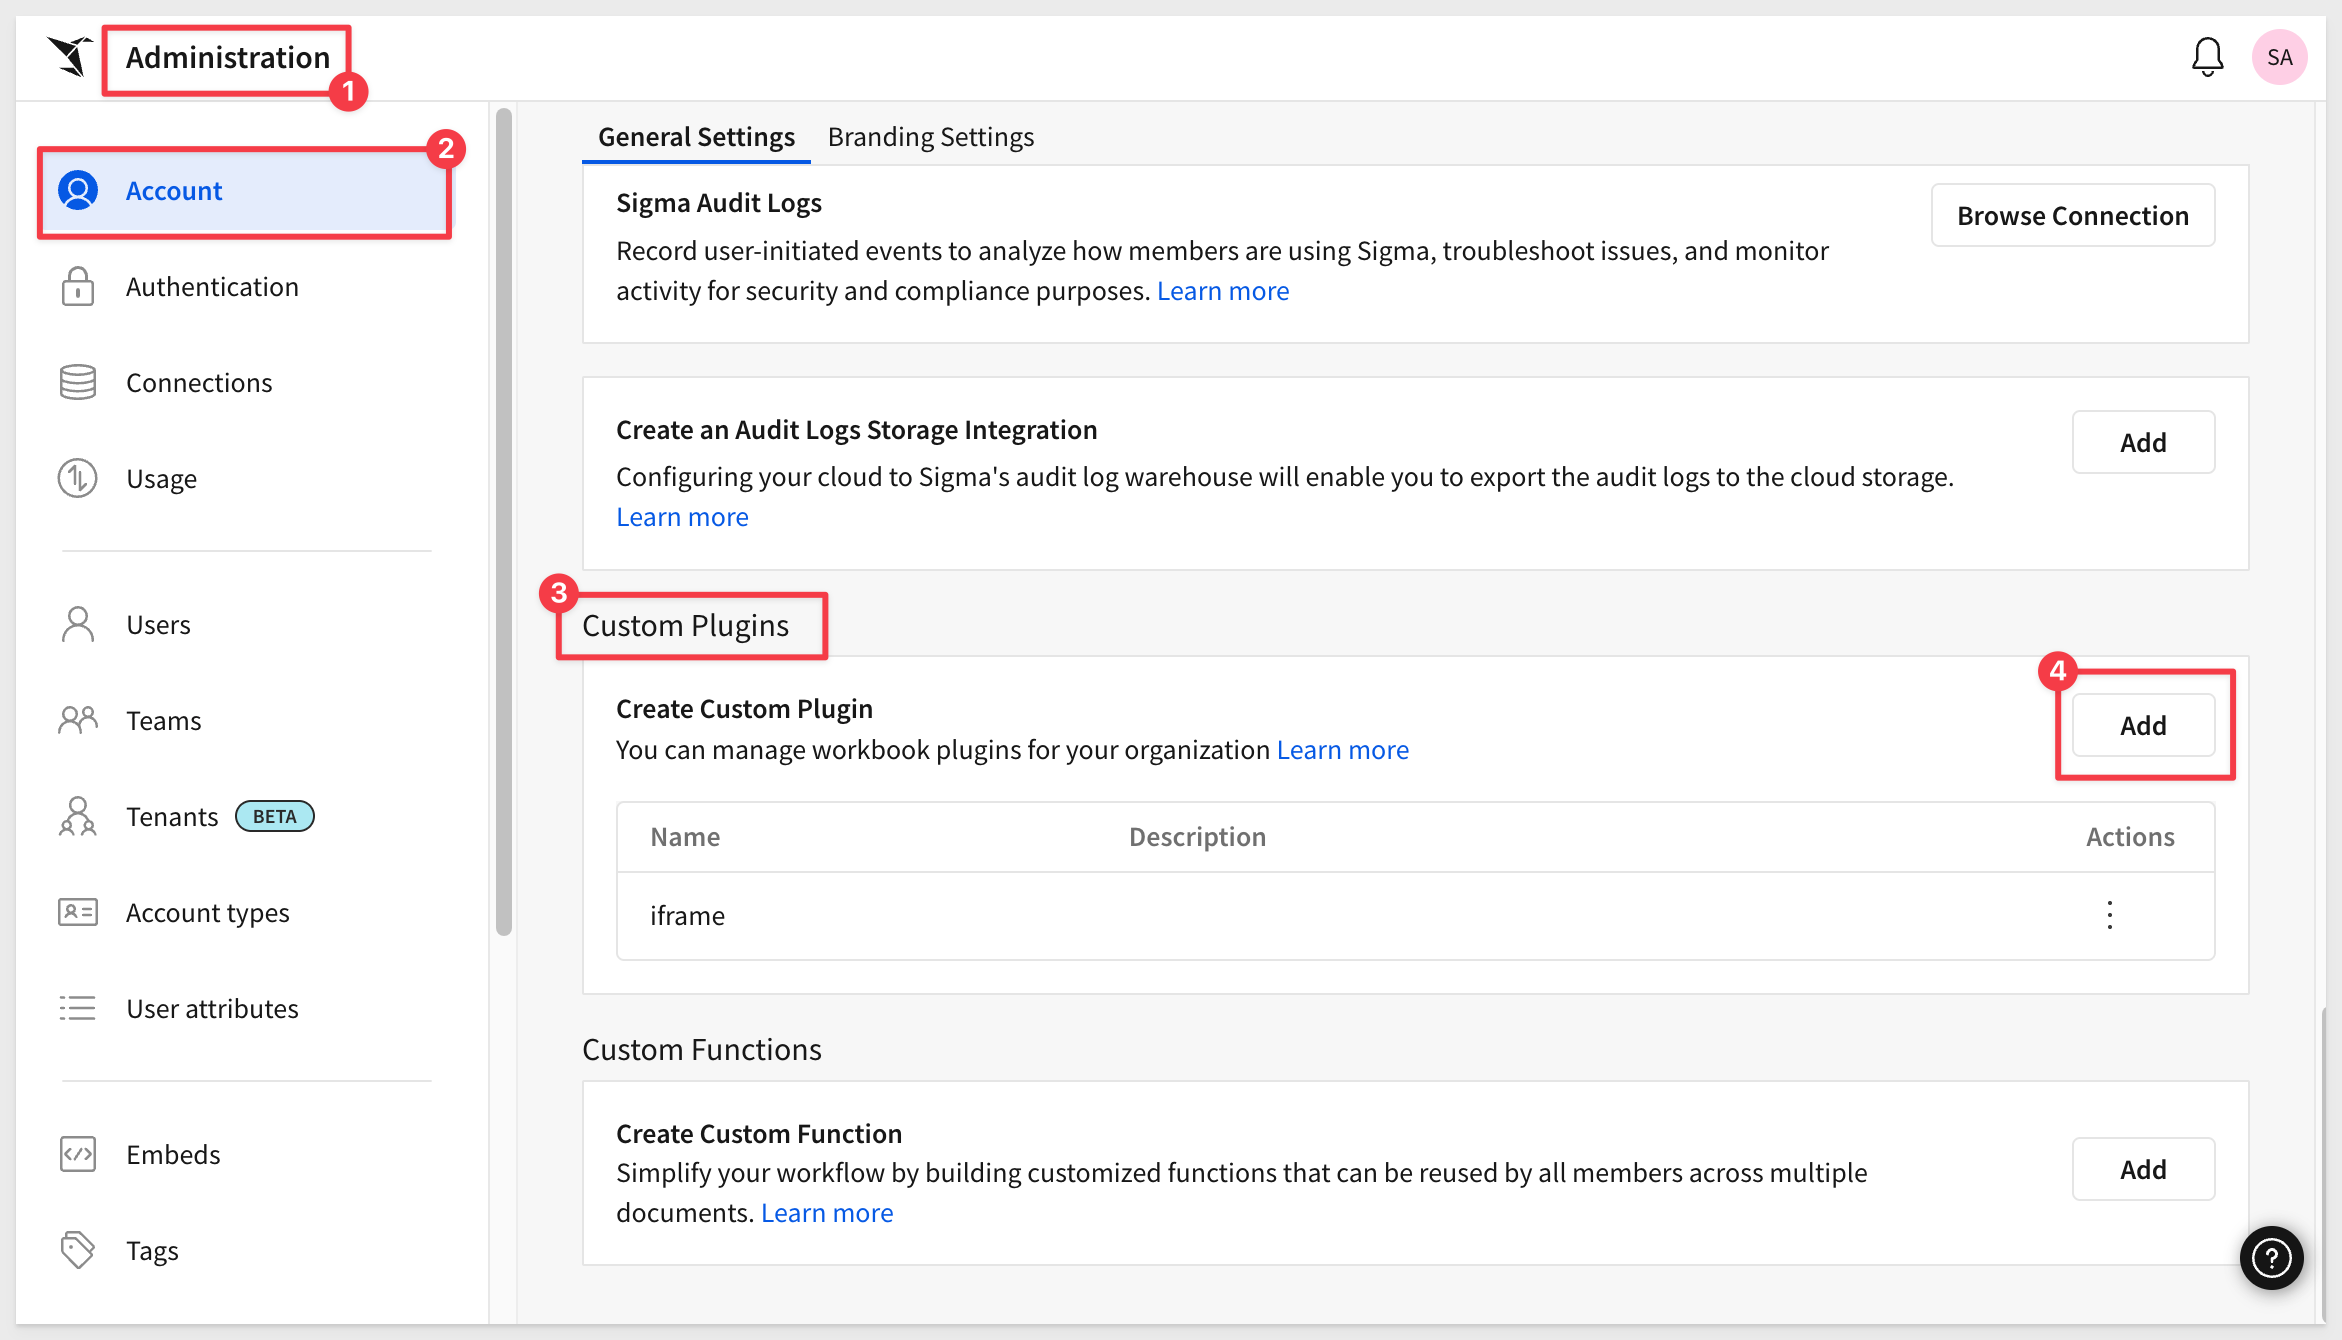 Administration
1
SA
2
Account
Authentication
Connections
Usage
Users
Teams
Tenants BETA
Account types
User attributes
Embeds
Tags
General Settings Branding Settings
Sigma Audit Logs
Browse Connection
Record user-initiated events to analyze how members are using Sigma, troubleshoot issues, and monitor
activity for security and compliance purposes. Learn more
Create an Audit Logs Storage Integration
Add
Configuring your cloud to Sigma's audit log warehouse will enable you to export the audit logs to the cloud storage.
Learn more
3
Custom Plugins
4
Create Custom Plugin
Add
You can manage workbook plugins for your organization Learn more
Name Description Actions
iframe
Custom Functions
Create Custom Function
Add
Simplify your workflow by building customized functions that can be reused by all members across multiple
documents. Learn more
?